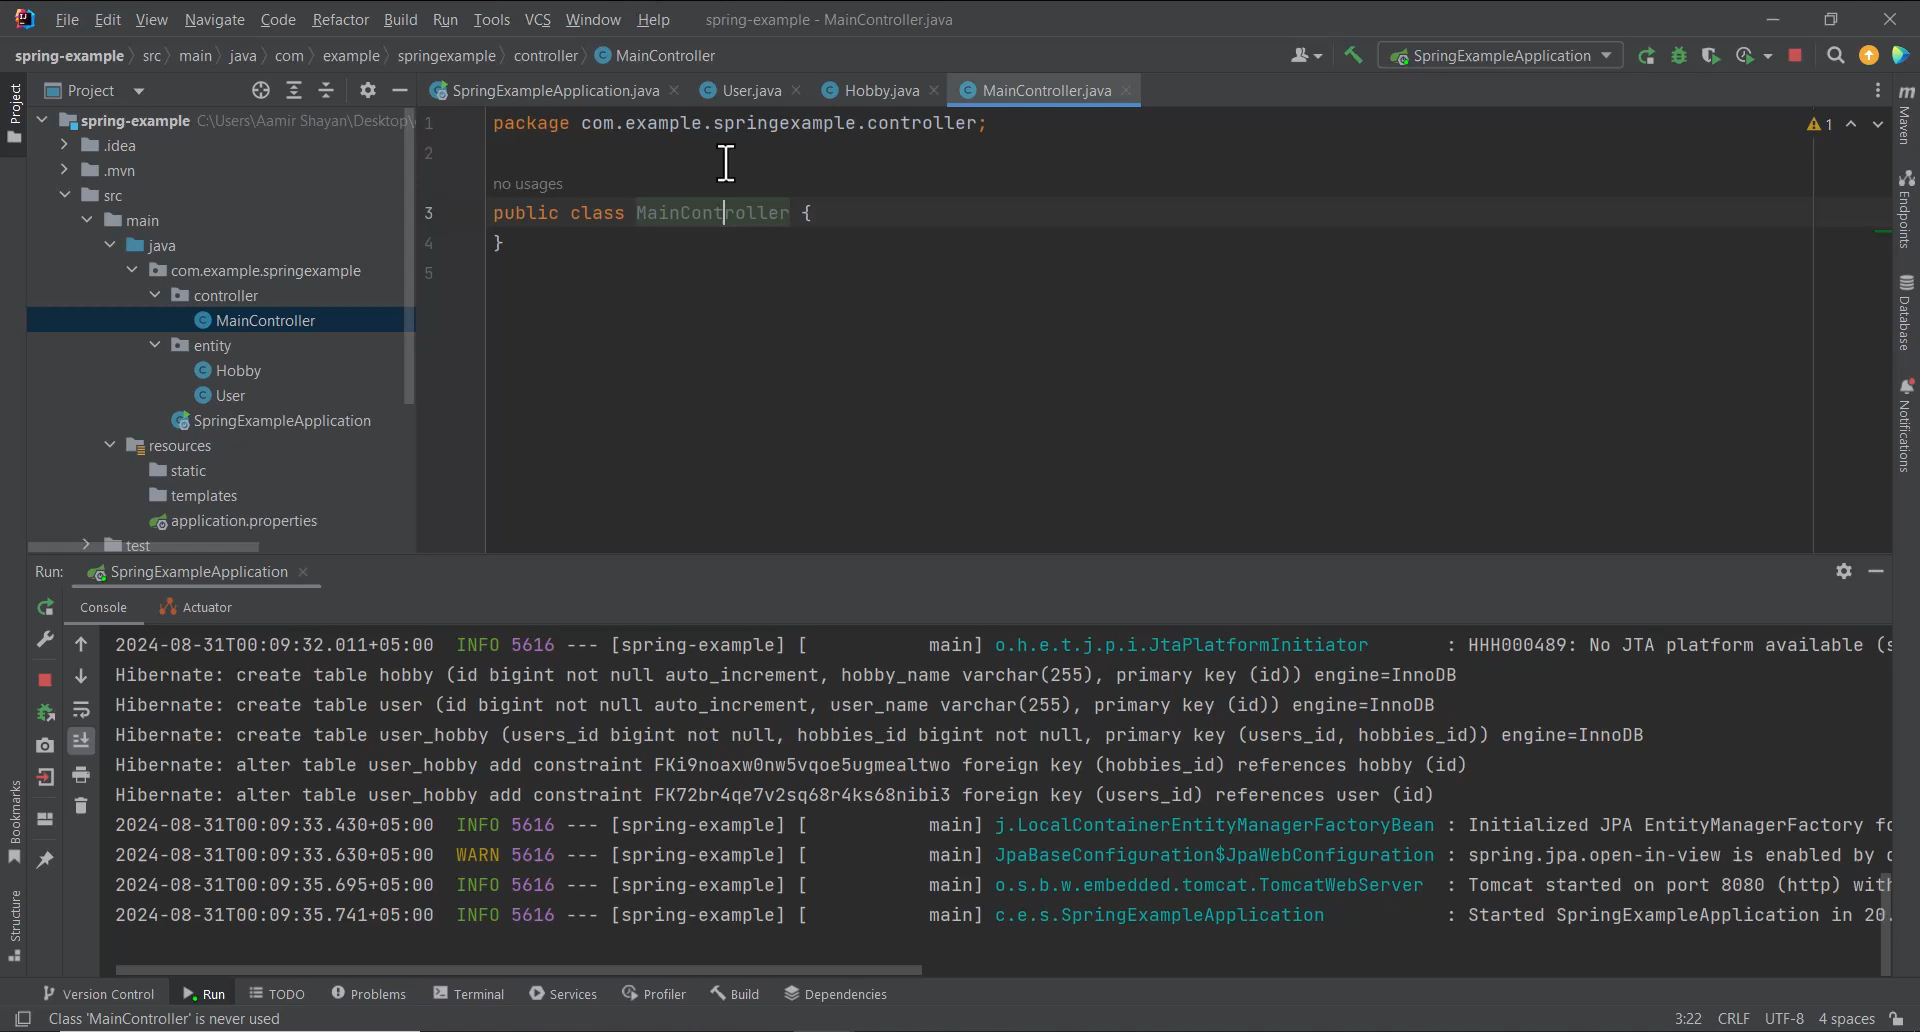 File Edit View Navigate Code Refactor Build Run Tools VCS Window Help spring-example - MainController.java
spring-example src main java com example springexample controller MainController SpringExampleApplication
Project
Project
SpringExampleApplication.java User.java Hobby.java MainController.java
spring-example C:\Users\Aamir Shayan\Desktop\
.idea
.mvn
src
main
java
com.example.springexample
controller
MainController
entity
Hobby
User
SpringExampleApplication
resources
static
templates
application.properties
test
1 package com.example.springexample.controller;
2
no usages
3 public class MainController {
4 }
5
1
Maven
Endpoints
Database
Notifications
Run: SpringExampleApplication
Console Actuator
2024-08-31T00:09:32.011+05:00 INFO 5616 --- [spring-example] [ main] o.h.e.t.j.p.i.JtaPlatformInitiator : HHH000489: No JTA platform available (s
Hibernate: create table hobby (id bigint not null auto_increment, hobby_name varchar(255), primary key (id)) engine=InnoDB
Hibernate: create table user (id bigint not null auto_increment, user_name varchar(255), primary key (id)) engine=InnoDB
Hibernate: create table user_hobby (users_id bigint not null, hobbies_id bigint not null, primary key (users_id, hobbies_id)) engine=InnoDB
Hibernate: alter table user_hobby add constraint FKi9noaxw0nw5vqoe5ugmealtwo foreign key (hobbies_id) references hobby (id)
Hibernate: alter table user_hobby add constraint FK72br4qe7v2sq68r4ks68nibi3 foreign key (users_id) references user (id)
2024-08-31T00:09:33.430+05:00 INFO 5616 --- [spring-example] [ main] j.LocalContainerEntityManagerFactoryBean : Initialized JPA EntityManagerFactory fo
2024-08-31T00:09:33.630+05:00 WARN 5616 --- [spring-example] [ main] JpaBaseConfiguration$JpaWebConfiguration : spring.jpa.open-in-view is enabled by d
2024-08-31T00:09:35.695+05:00 INFO 5616 --- [spring-example] [ main] o.s.b.w.embedded.tomcat.TomcatWebServer : Tomcat started on port 8080 (http) with
2024-08-31T00:09:35.741+05:00 INFO 5616 --- [spring-example] [ main] c.e.s.SpringExampleApplication : Started SpringExampleApplication in 20.
Bookmarks
Structure
Version Control Run TODO Problems Terminal Services Profiler Build Dependencies
Class 'MainController' is never used 3:22 CRLF UTF-8 4 spaces